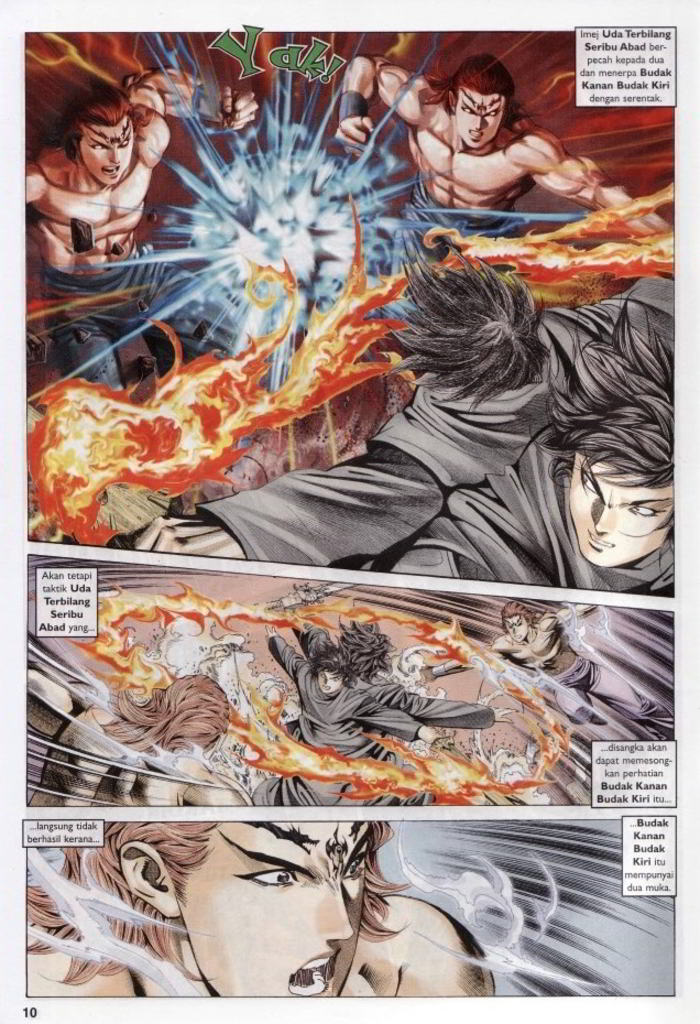 Yak!
Imej Uda Terbilang
Seribu Abad ber-
pecah kepada dua
dan menerpa Budak
Kanan Budak Kiri
dengan serentak.
Akan tetapi
taktik Uda
Terbilang
Seribu
Abad yang...
...disangka akan
dapat memesong-
kan perhatian
Budak Kanan
Budak Kiri itu...
...langsung tidak
berhasil kerana...
...Budak
Kanan
Budak
Kiri itu
mempunyai
dua muka.
10